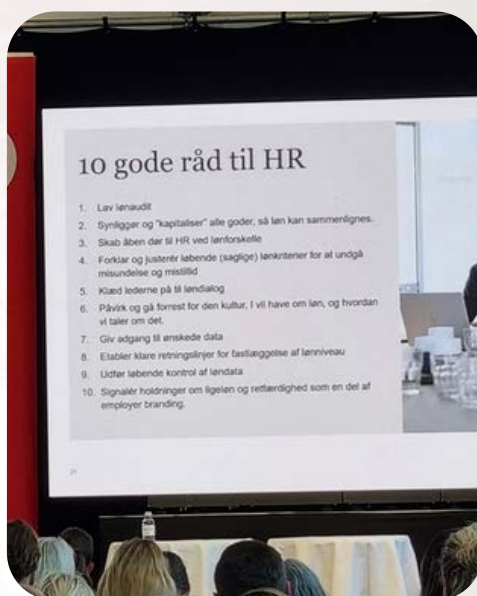 10 gode råd til HR
1. Lav lønaudit
2. Synliggør og "kapitaliser" alle goder, så løn kan sammenlignes.
3. Skab åben dør til HR ved lønforskelle
4. Forklar og justér løbende (saglige) lønkriterier for at undgå
misundelse og mistillid
5. Klæd lederne på til løndialog
6. Påvirk og gå forrest for den kultur, I vil have om løn, og hvordan
vi taler om det.
7. Giv adgang til ønskede data
8. Etabler klare retningslinjer for fastlæggelse af lønniveau
9. Udfør løbende kontrol af løndata
10. Signalér holdninger om ligeløn og retfærdighed som en del af
employer branding.